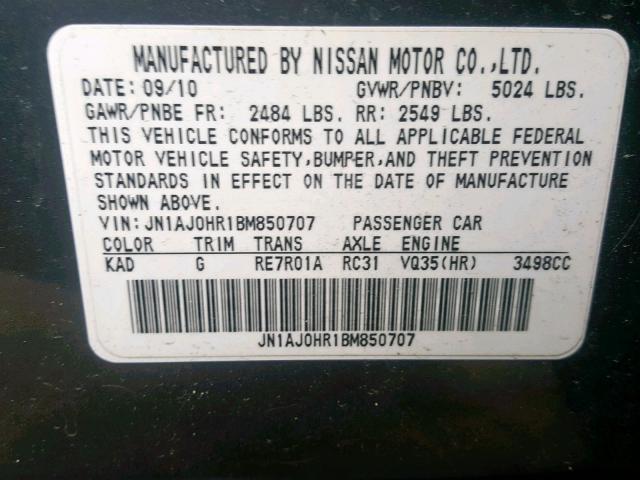 MANUFACTURED BY NISSAN MOTOR CO.,LTD.
DATE: 09/10 GVWR/PNBV: 5024 LBS.
GAWR/PNBE FR: 2484 LBS. RR: 2549 LBS.
THIS VEHICLE CONFORMS TO ALL APPLICABLE FEDERAL
MOTOR VEHICLE SAFETY,BUMPER,AND THEFT PREVENTION
STANDARDS IN EFFECT ON THE DATE OF MANUFACTURE
SHOWN ABOVE.
VIN:JN1AJ0HR1BM850707 PASSENGER CAR
COLOR TRIM TRANS AXLE ENGINE
KAD G RE7R01A RC31 VQ35(HR) 3498CC
JN1AJ0HR1BM850707